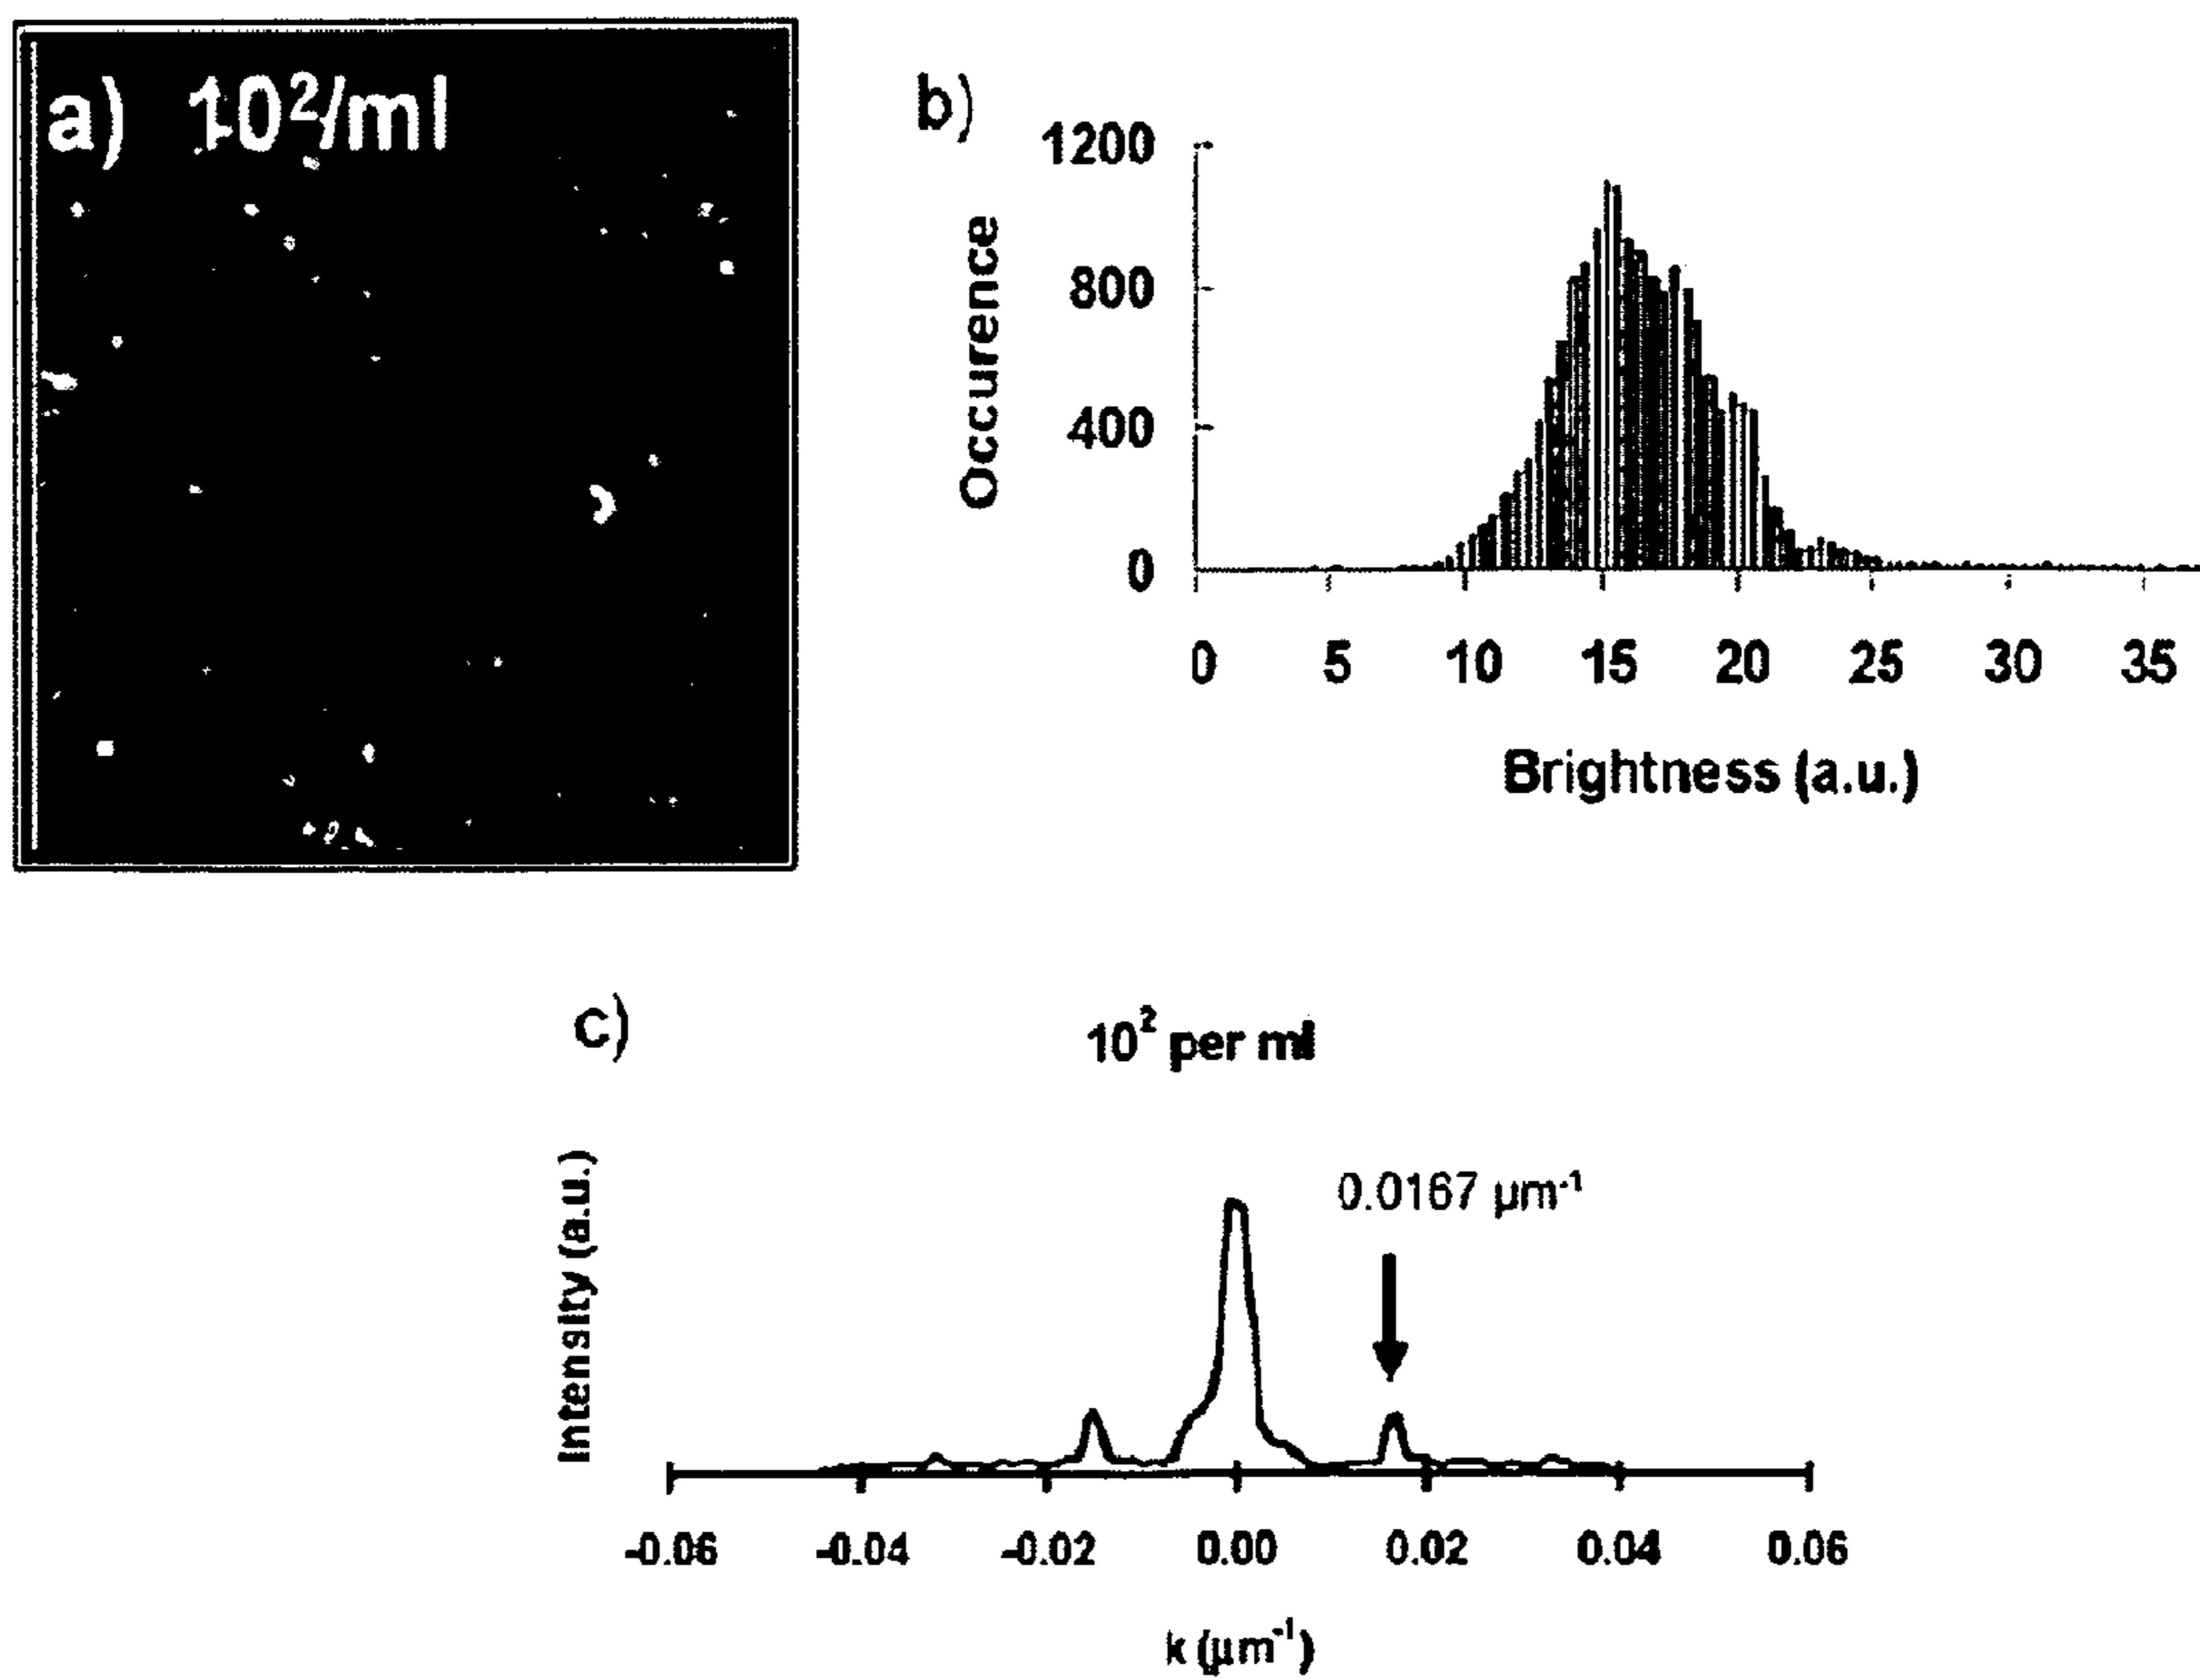 a) 10²/ml
b)
1200
800
400
0
Occurence
0 5 10 15 20 25 30 35
Brightness (a.u.)
c)
10² per ml
0.0167 µm⁻¹
Intensity (a.u.)
-0.06 -0.04 -0.02 0.00 0.02 0.04 0.06
k (µm⁻¹)